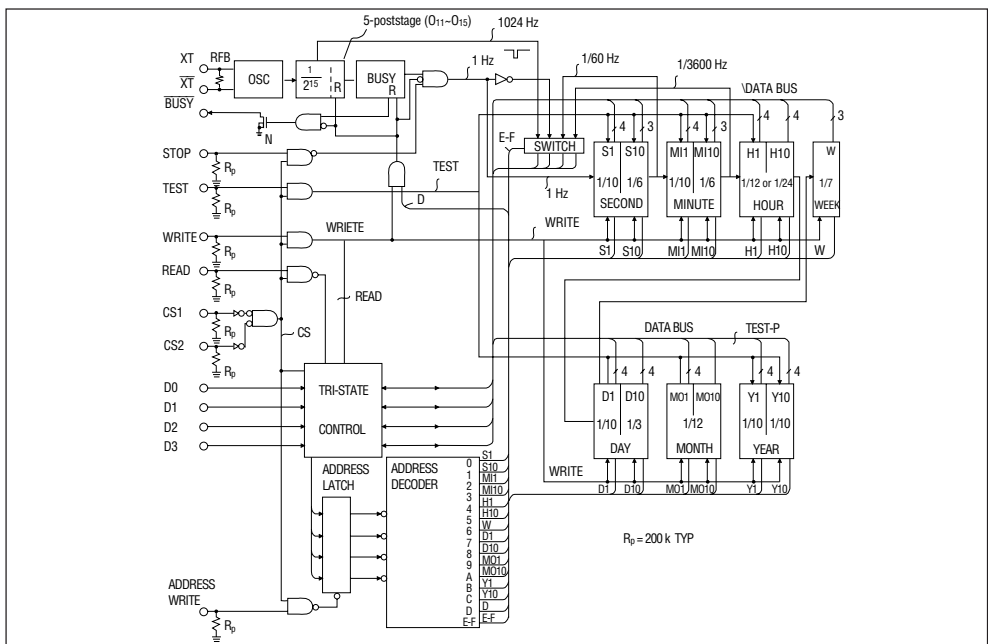 5-poststage (O11~O15)
1024 Hz
XT RFB
XT
OSC
1
2^15
R
BUSY
R
1 Hz
1/60 Hz
1/3600 Hz
\DATA BUS
BUSY
N
4 3 4 3 4 4 3
E-F
SWITCH
S1 S10
MI1 MI10
H1 H10
W
STOP
Rp
TEST
TEST
Rp
D
1 Hz
1/10 1/6
SECOND
1/10 1/6
MINUTE
1/12 or 1/24
HOUR
1/7
WEEK
WRITE
WRIETE
WRITE
Rp
S1 S10 MI1 MI10 H1 H10 W
READ
Rp
READ
CS1
Rp
CS
CS2
Rp
DATA BUS
TEST-P
4 4 4 4
D0
D1
D2
D3
TRI-STATE
CONTROL
D1 D10
1/10 1/3
DAY
MO1 MO10
1/12
MONTH
Y1 Y10
1/10 1/10
YEAR
WRITE
D1 D10 MO1 MO10 Y1 Y10
ADDRESS
LATCH
ADDRESS
DECODER
0 S1
1 S10
2 MI1
3 MI10
4 H1
5 H10
6 W
7 D1
8 D10
9 MO1
A MO10
B Y1
C Y10
D D
E-F E-F
Rp = 200 k TYP
ADDRESS
WRITE
Rp